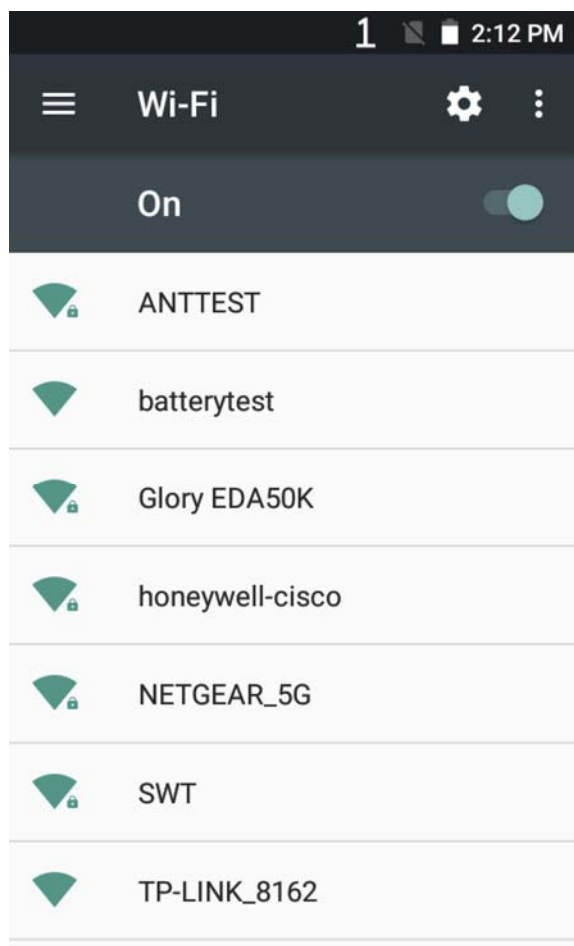 1 2:12 PM
Wi-Fi
On
ANTTEST
batterytest
Glory EDA50K
honeywell-cisco
NETGEAR_5G
SWT
TP-LINK_8162